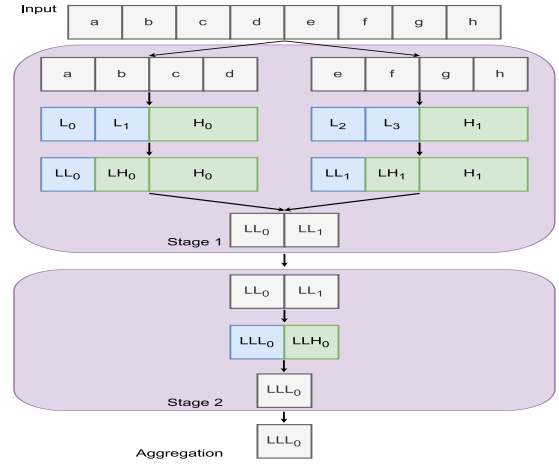 Input
a b c d e f g h
a b c d e f g h
L₀ L₁ H₀ L₂ L₃ H₁
LL₀ LH₀ H₀ LL₁ LH₁ H₁
LL₀ LL₁
Stage 1
LL₀ LL₁
LLL₀ LLH₀
LLL₀
Stage 2
LLL₀
Aggregation